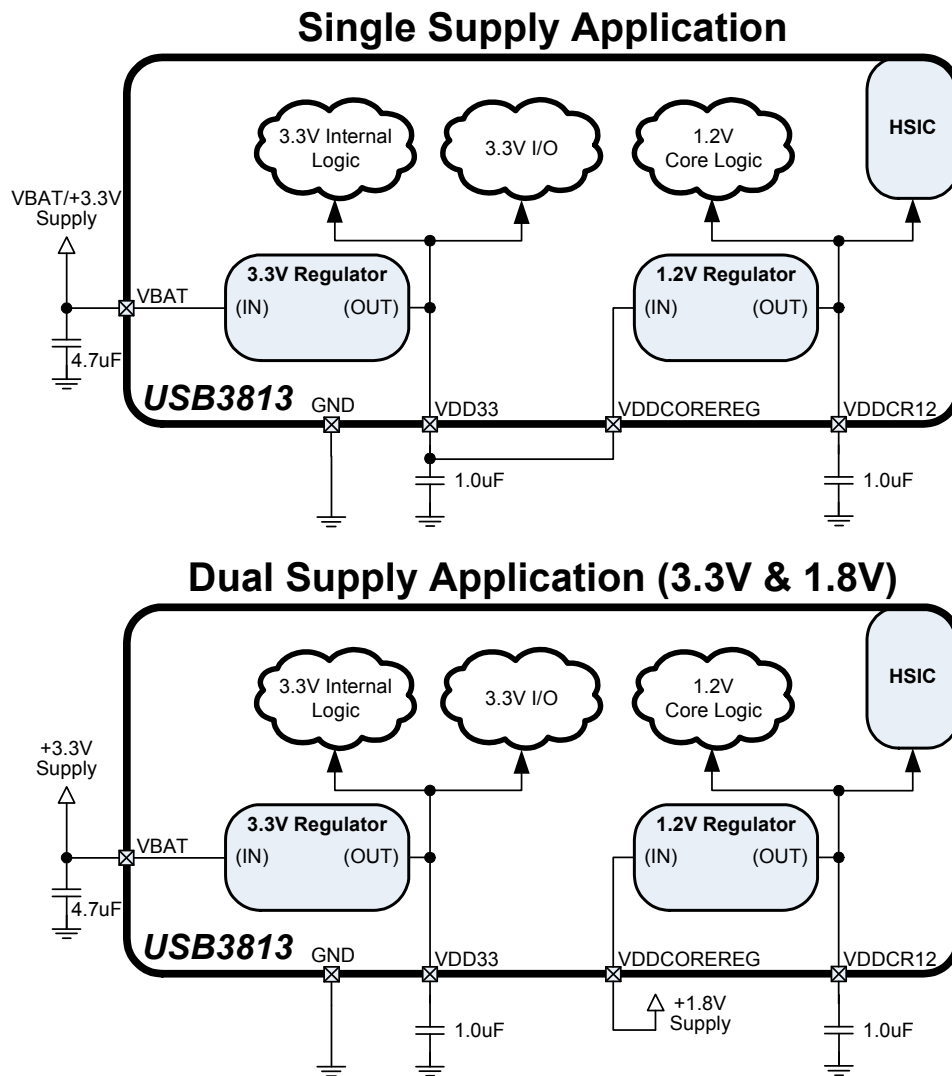 Single Supply Application
HSIC
3.3V Internal
Logic
3.3V I/O
1.2V
Core Logic
VBAT/+3.3V
Supply
3.3V Regulator
1.2V Regulator
VBAT
(IN)
(OUT)
(IN)
(OUT)
4.7uF
USB3813
GND
VDD33
VDDCOREREG
VDDCR12
1.0uF
1.0uF
Dual Supply Application (3.3V & 1.8V)
HSIC
3.3V Internal
Logic
3.3V I/O
1.2V
Core Logic
+3.3V
Supply
3.3V Regulator
1.2V Regulator
VBAT
(IN)
(OUT)
(IN)
(OUT)
4.7uF
USB3813
GND
VDD33
VDDCOREREG
VDDCR12
1.0uF
+1.8V
Supply
1.0uF